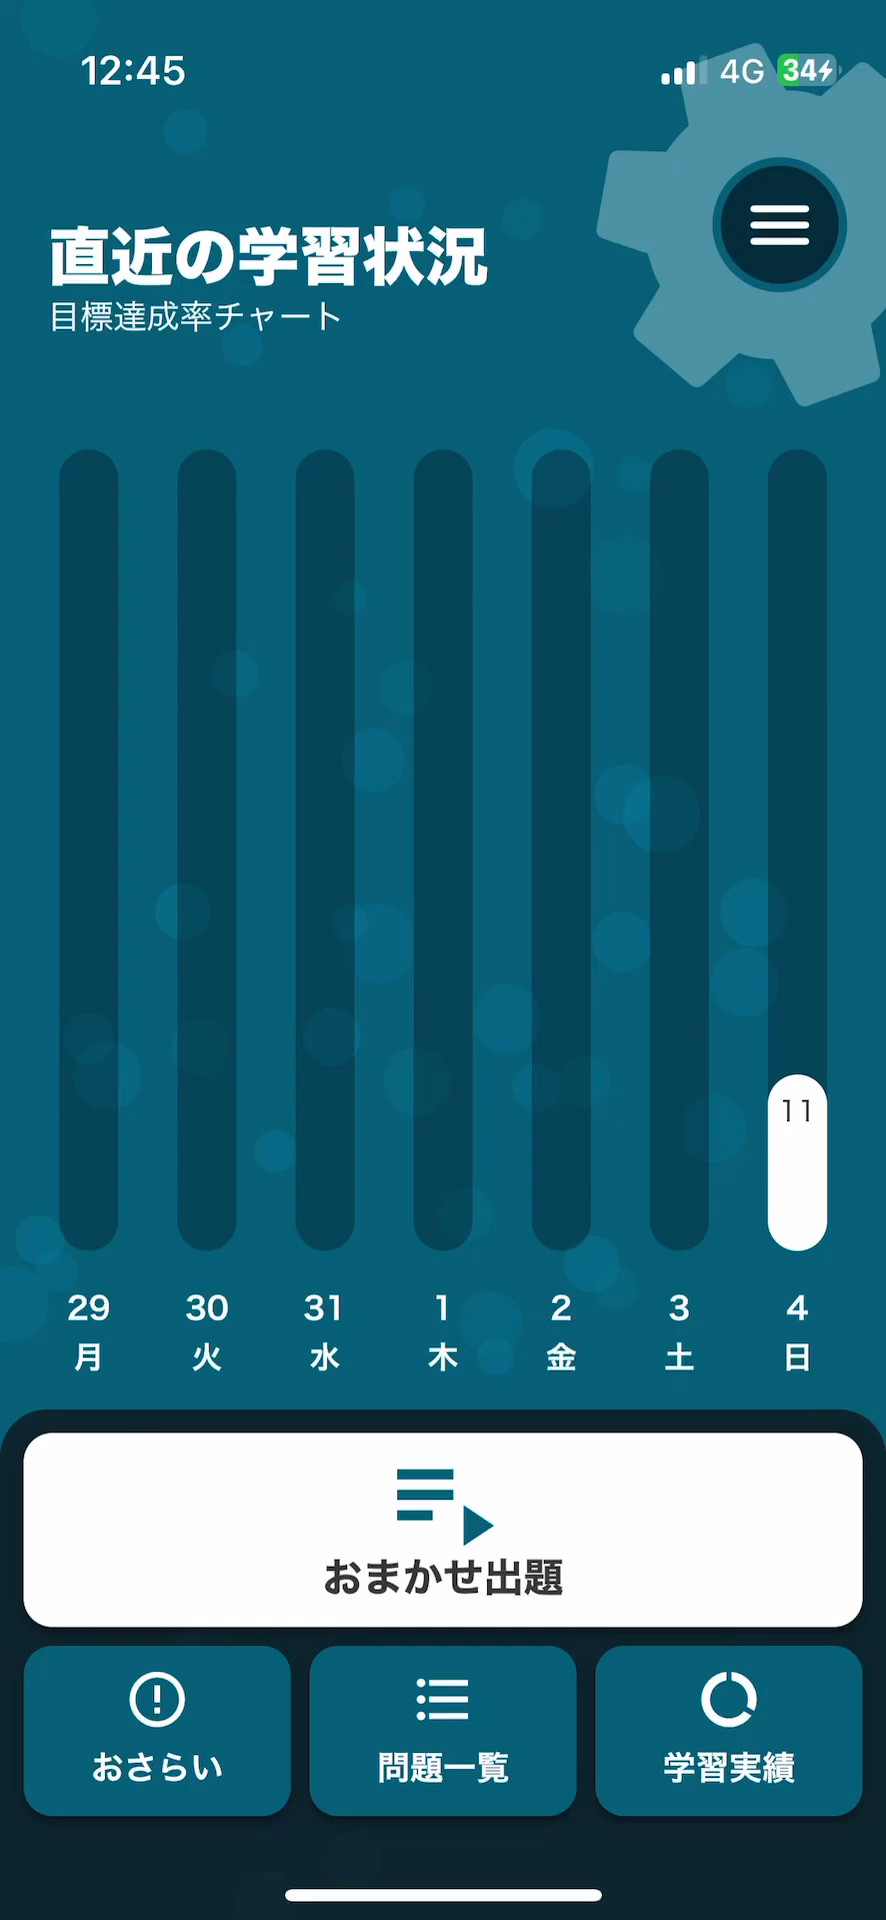 12:45
4G 34
直近の学習状況
目標達成率チャート
11
29 30 31 1 2 3 4
月 火 水 木 金 土 日
おまかせ出題
おさらい 問題一覧 学習実績